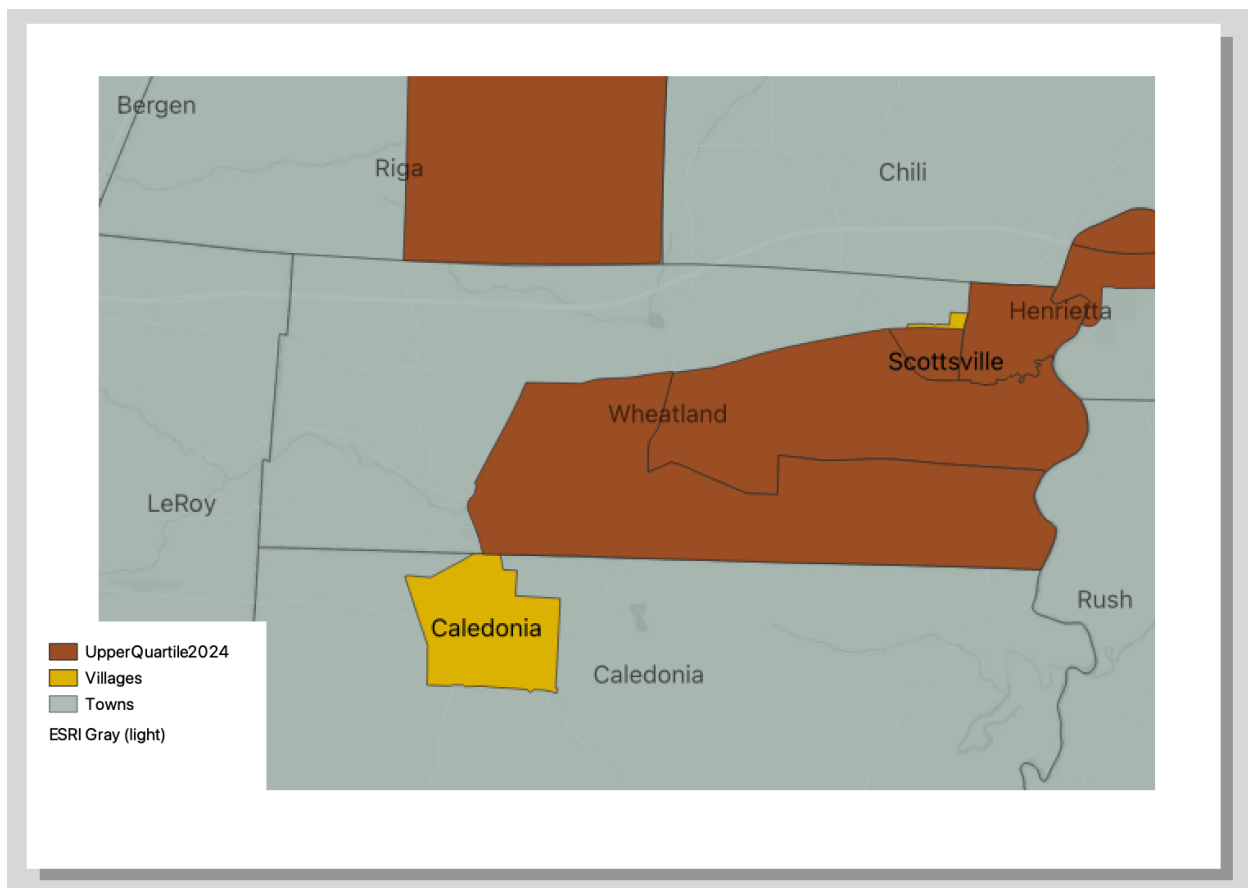 Bergen
Riga
Chili
Henrietta
Scottsville
Wheatland
LeRoy
Rush
Caledonia
Caledonia
UpperQuartile2024
Villages
Towns
ESRI Gray (light)